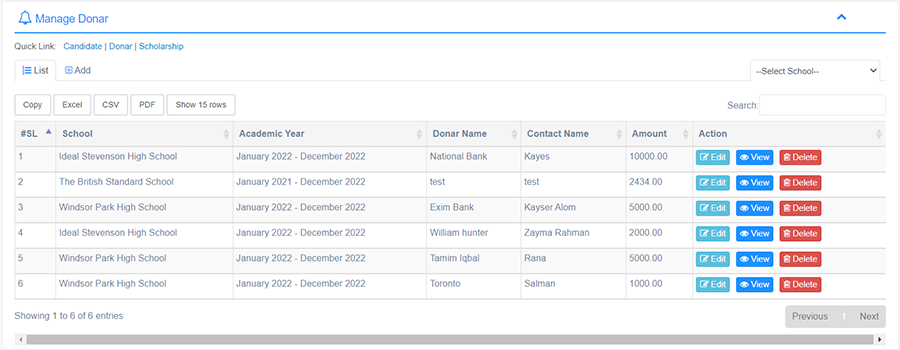 Manage Donar
Quick Link: Candidate | Donar | Scholarship
List Add --Select School--
Copy Excel CSV PDF Show 15 rows Search:
#SL School Academic Year Donar Name Contact Name Amount Action
1 Ideal Stevenson High School January 2022 - December 2022 National Bank Kayes 10000.00 Edit View Delete
2 The British Standard School January 2021 - December 2022 test test 2434.00 Edit View Delete
3 Windsor Park High School January 2022 - December 2022 Exim Bank Kayser Alom 5000.00 Edit View Delete
4 Ideal Stevenson High School January 2022 - December 2022 William hunter Zayma Rahman 2000.00 Edit View Delete
5 Windsor Park High School January 2022 - December 2022 Tamim Iqbal Rana 5000.00 Edit View Delete
6 Windsor Park High School January 2022 - December 2022 Toronto Salman 1000.00 Edit View Delete
Showing 1 to 6 of 6 entries Previous 1 Next